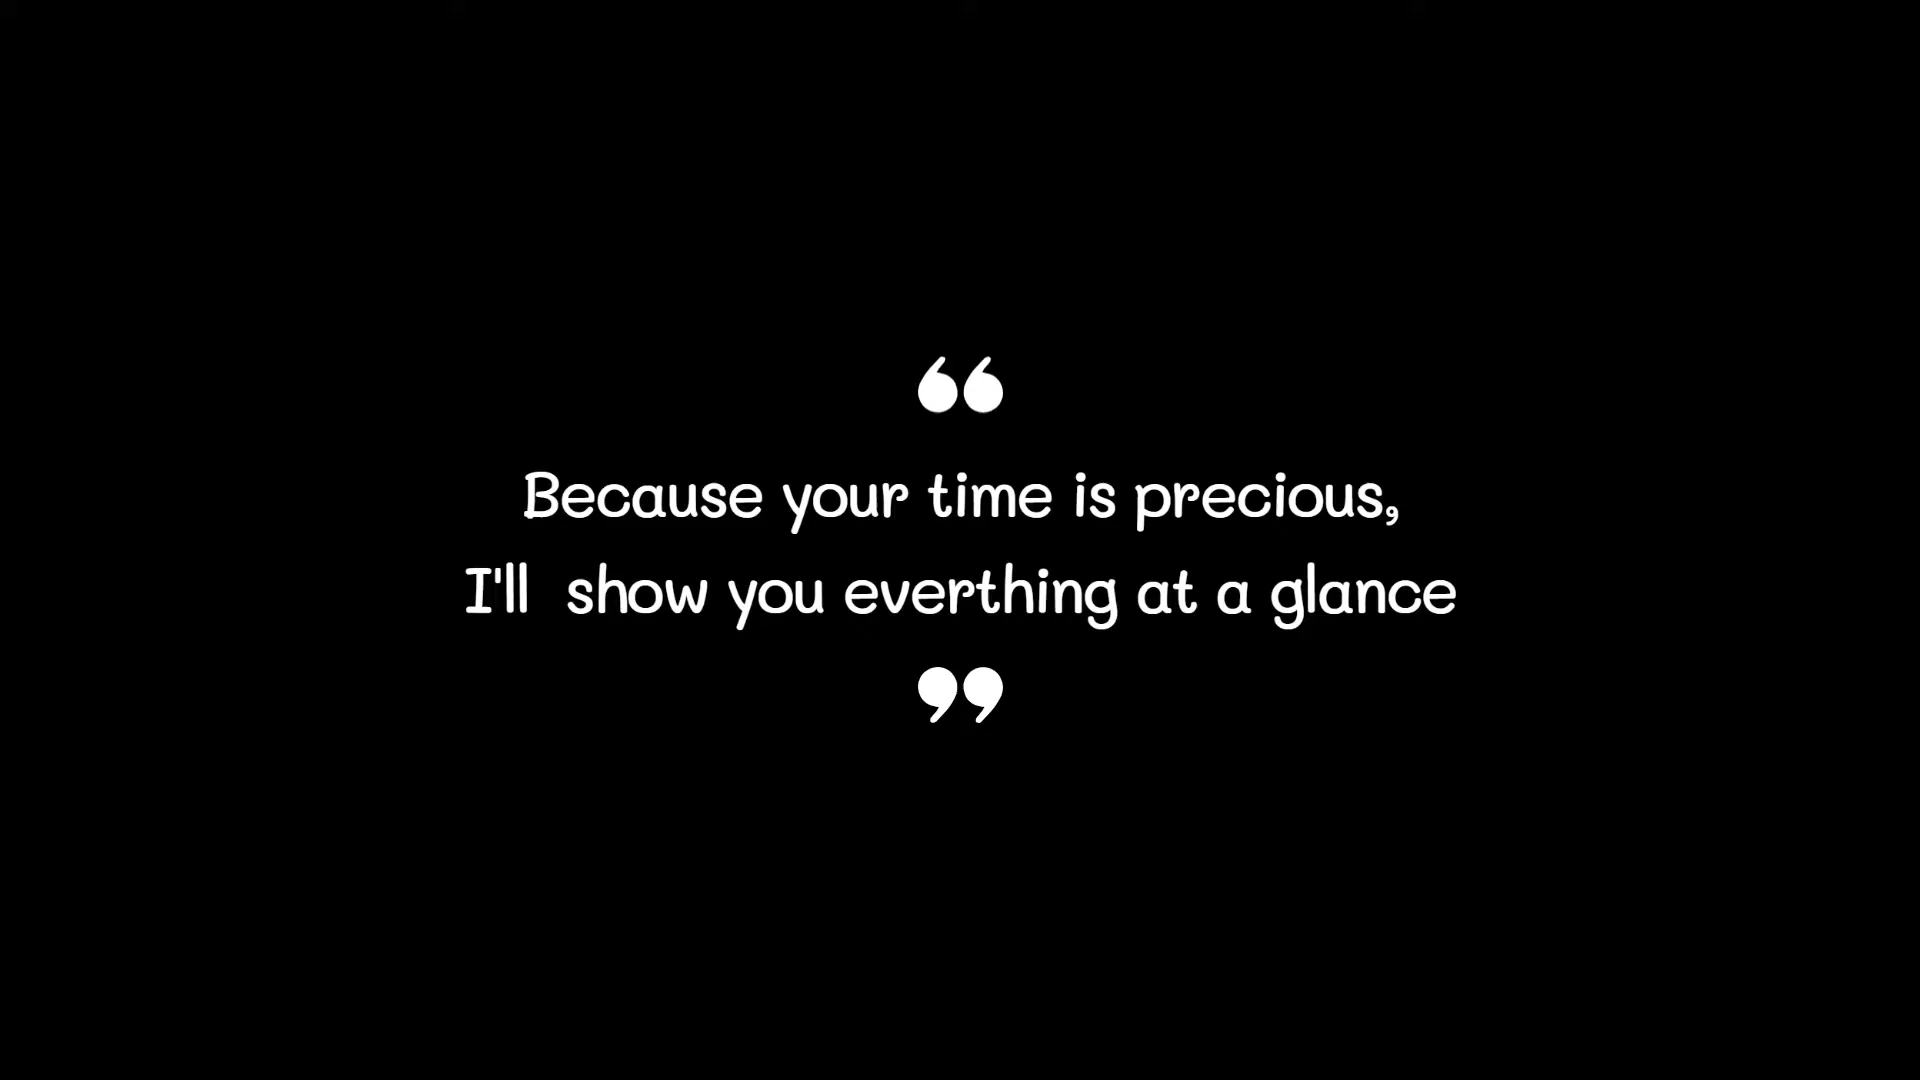 “
Because your time is precious,
I'll  show you everthing at a glance
”